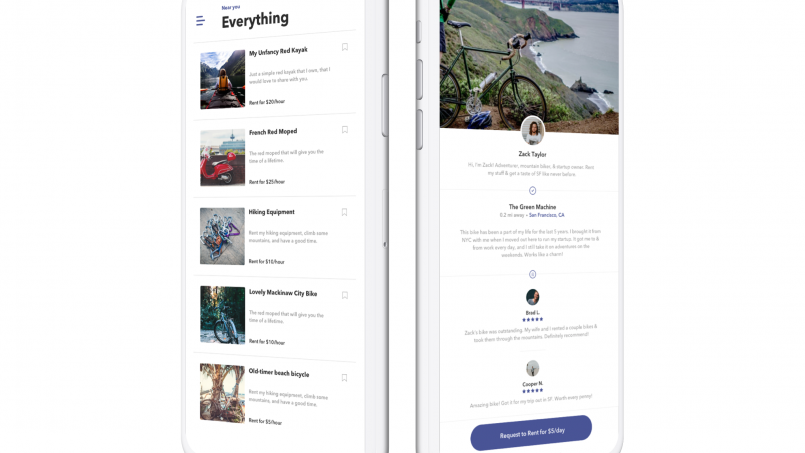 Near you
Everything
My Unfancy Red Kayak
Just a simple red kayak that I own, that I
would love to share with you.
Rent for $20/hour
French Red Moped
The red moped that will give you the
time of a lifetime.
Rent for $25/hour
Hiking Equipment
Rent my hiking equipment, climb some
mountains, and have a good time.
Rent for $10/hour
Lovely Mackinaw City Bike
The red moped that will give you the
time of a lifetime.
Rent for $10/hour
Old-timer beach bicycle
Rent my hiking equipment, climb some
mountains, and have a good time.
Rent for $5/hour
Zack Taylor
Hi, I'm Zack! Adventurer, mountain biker, & startup owner. Rent
my stuff & get a taste of SF like never before.
The Green Machine
0.2 mi away • San Francisco, CA
This bike has been a part of my life for the last 5 years. I brought it from
NYC with me when I moved out here to run my startup. It got me to &
from work every day, and I still take it on adventures on the
weekends. Works like a charm!
Brad L.
Zack's bike was outstanding. My wife and I rented a couple bikes &
took them through the mountains. Definitely recommend!
Cooper N.
Amazing bike! Got it for my trip out in SF. Worth every penny!
Request to Rent for $5/day